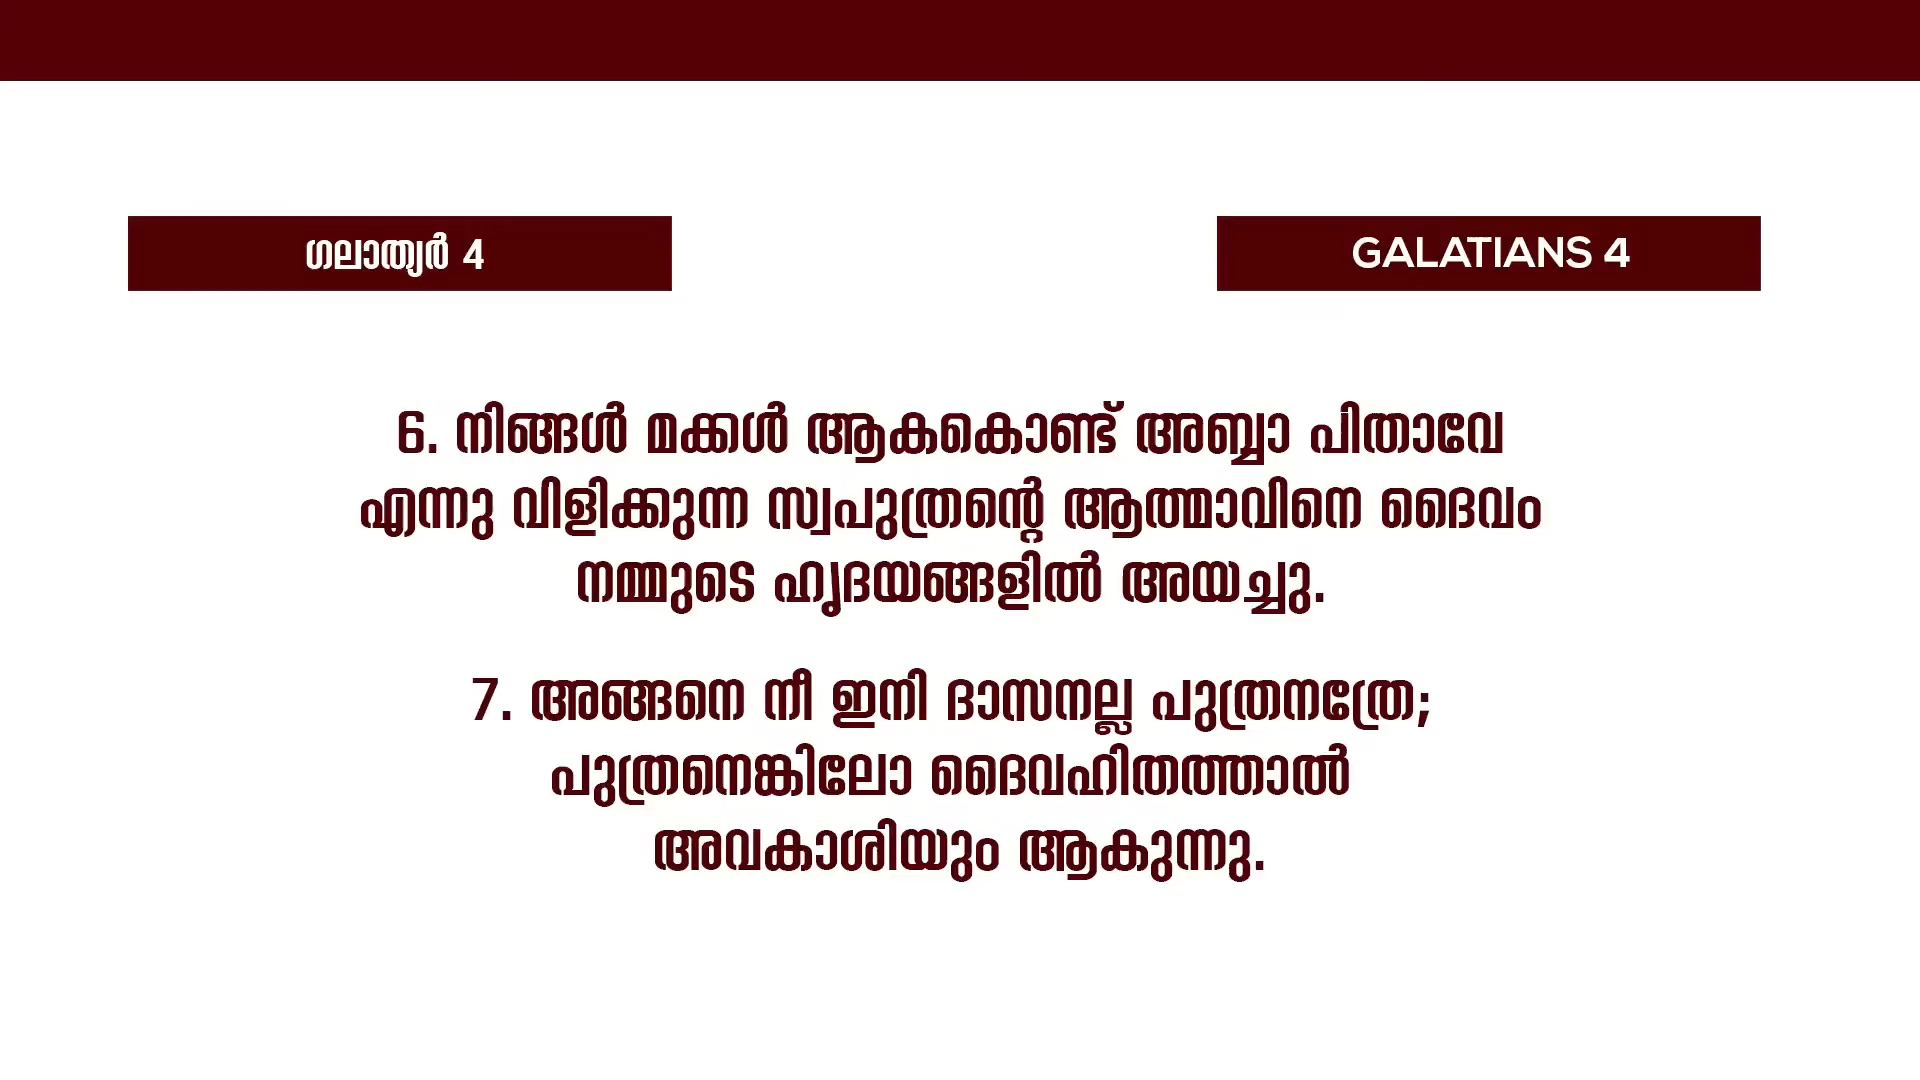 ഗലാത്യർ 4
GALATIANS 4
6. നിങ്ങൾ മക്കൾ ആകകൊണ്ട് അബ്ബാ പിതാവേ
എന്നു വിളിക്കുന്ന സ്വപുത്രന്റെ ആത്മാവിനെ ദൈവം
നമ്മുടെ ഹൃദയങ്ങളിൽ അയച്ചു.
7. അങ്ങനെ നീ ഇനി ദാസനല്ല പുത്രനത്രേ;
പുത്രനെങ്കിലോ ദൈവഹിതത്താൽ
അവകാശിയും ആകുന്നു.